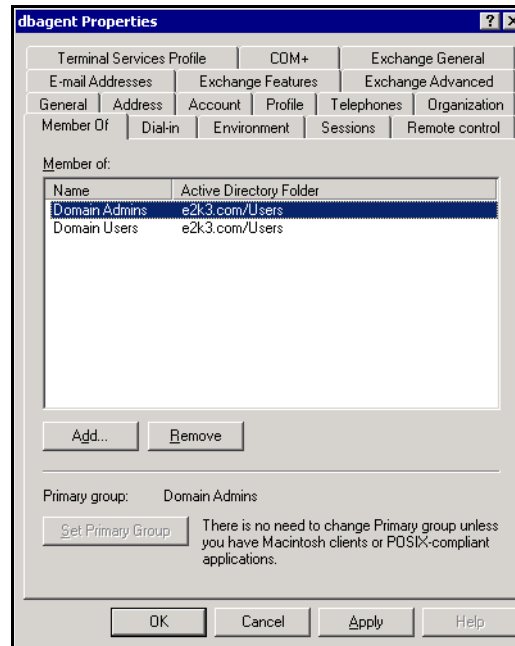 dbagent Properties
Terminal Services Profile COM+ Exchange General
E-mail Addresses Exchange Features Exchange Advanced
General Address Account Profile Telephones Organization
Member Of Dial-in Environment Sessions Remote control
Member of:
Name Active Directory Folder
Domain Admins e2k3.com/Users
Domain Users e2k3.com/Users
Add... Remove
Primary group: Domain Admins
Set Primary Group There is no need to change Primary group unless
you have Macintosh clients or POSIX-compliant
applications.
OK Cancel Apply Help